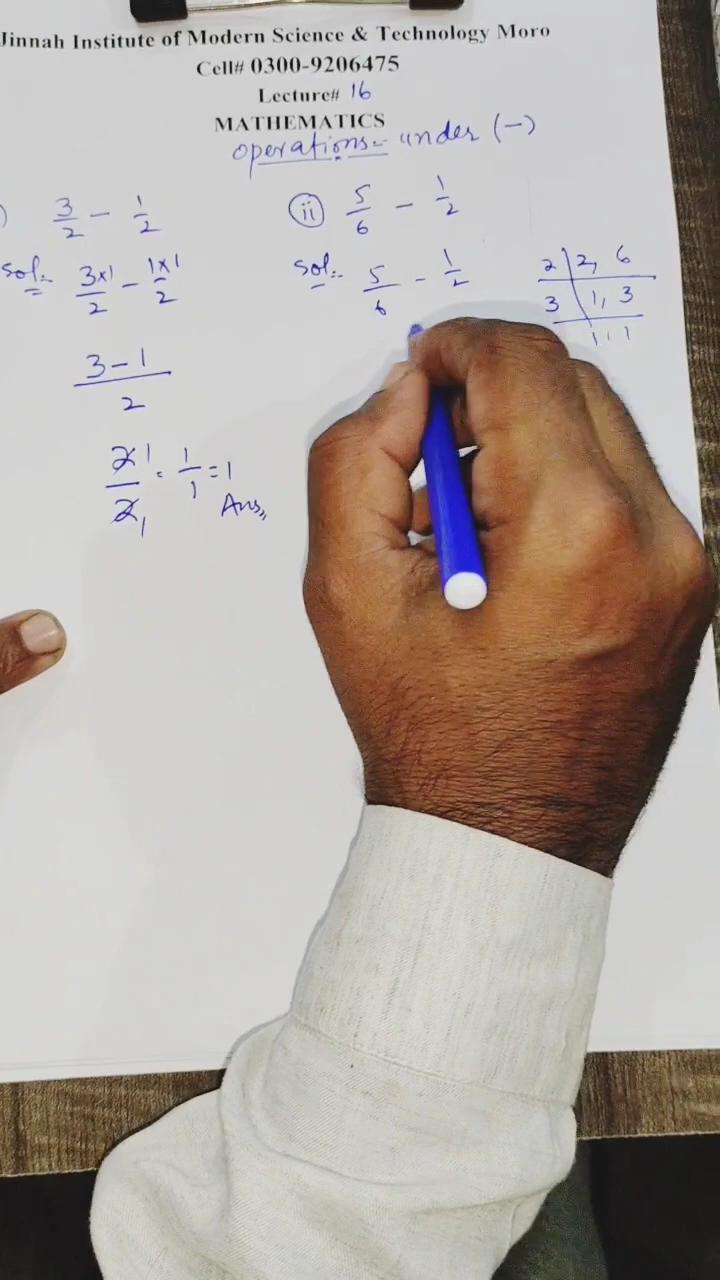 Jinnah Institute of Modern Science & Technology Moro
Cell# 0300-9206475
Lecture# 16
MATHEMATICS
operations:- under (-)
) 3/2 - 1/2
Sol:- 3×1/2 - 1×1/2
3-1/2
2 1/2 1 = 1/1 = 1
Ans,,
(ii) 5/6 - 1/2
Sol:- 5/6 - 1/2
2 | 2, 6
3 | 1, 3
1, 1